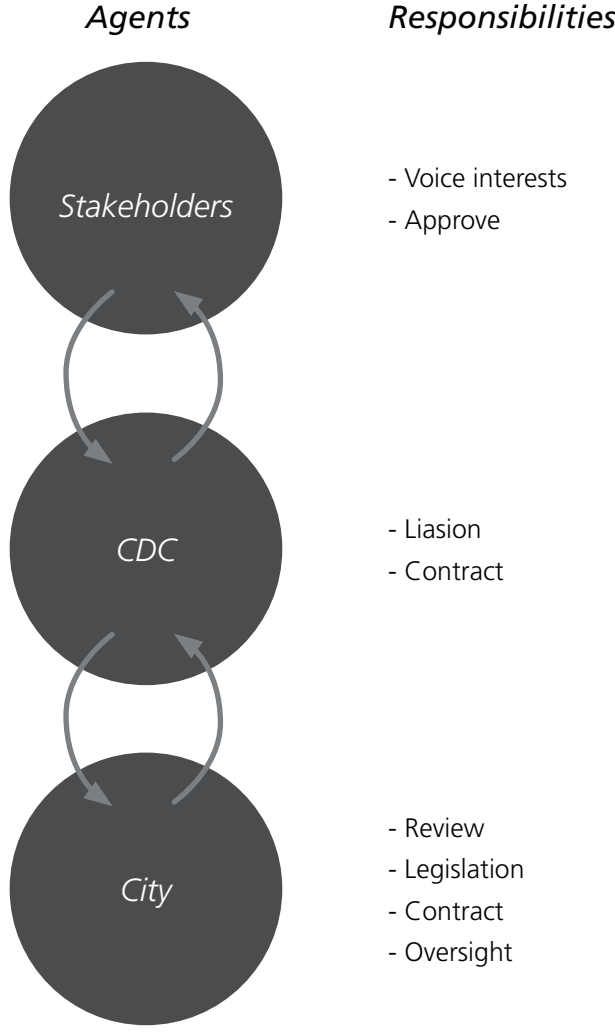 Agents Responsibilities
Stakeholders
- Voice interests
- Approve
CDC
- Liasion
- Contract
City
- Review
- Legislation
- Contract
- Oversight